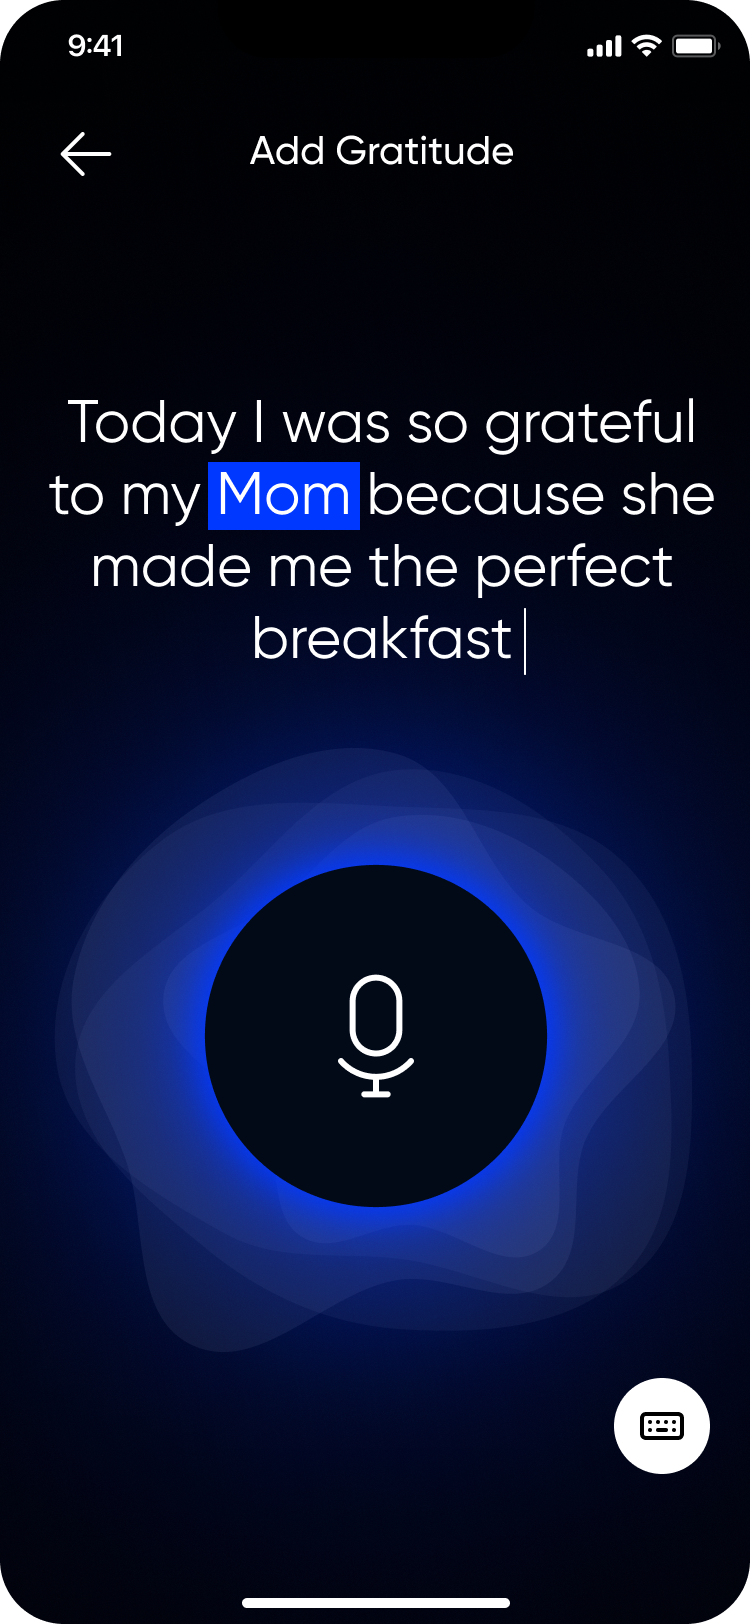 9:41
Add Gratitude
Today I was so grateful
to my Mom because she
made me the perfect
breakfast